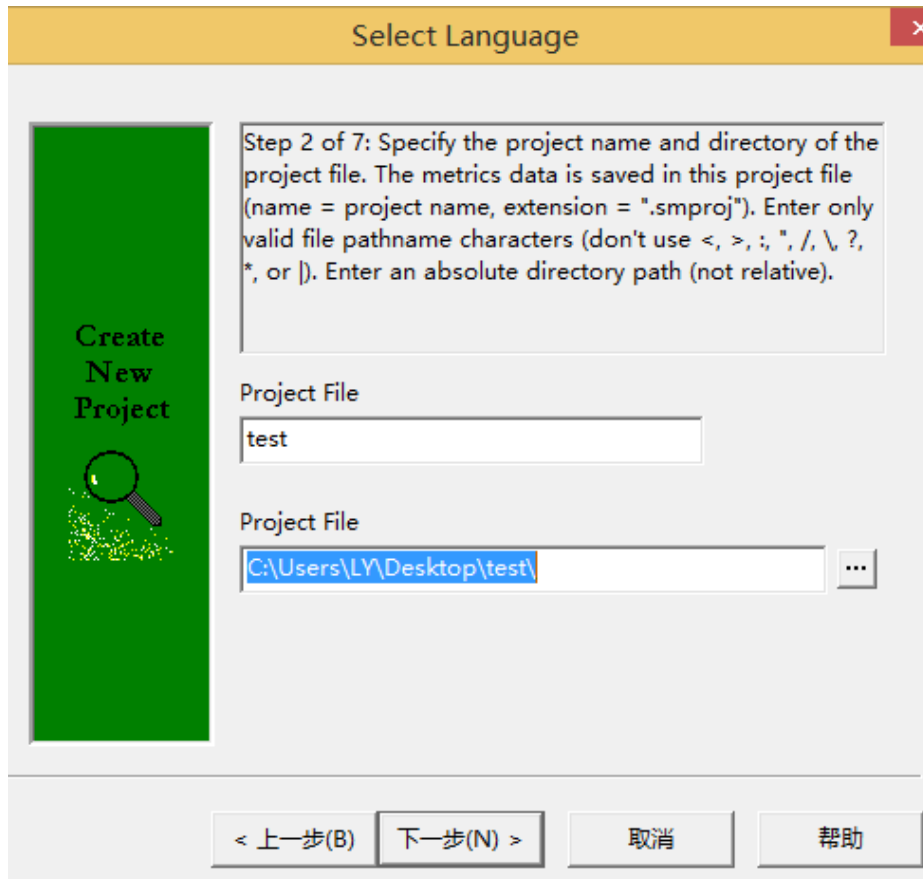 Select Language
Create
New
Project
Step 2 of 7: Specify the project name and directory of the
project file. The metrics data is saved in this project file
(name = project name, extension = ".smproj"). Enter only
valid file pathname characters (don't use <, >, :, ", /, \, ?,
*, or |). Enter an absolute directory path (not relative).
Project File
test
Project File
C:\Users\LY\Desktop\test\
...
< 上一步(B) 下一步(N) > 取消 帮助